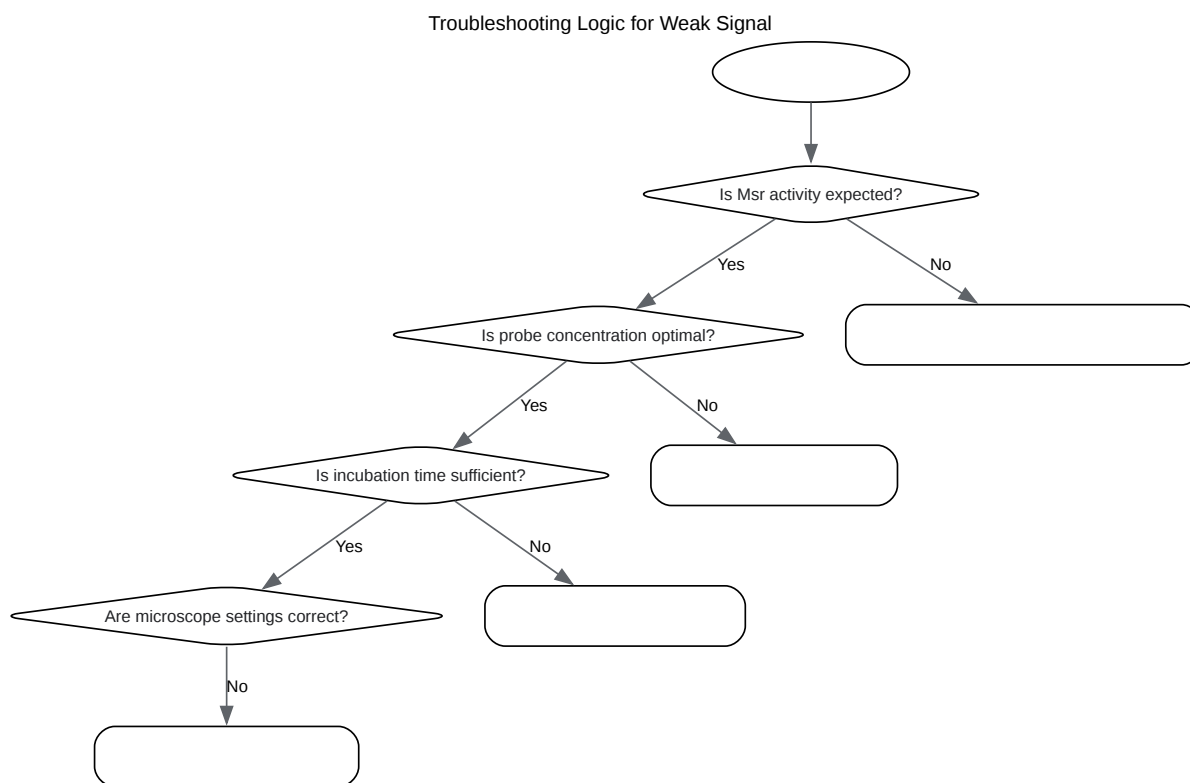 Troubleshooting Logic for Weak Signal
Is Msr activity expected?
Yes
No
Is probe concentration optimal?
Yes
No
Is incubation time sufficient?
Yes
No
Are microscope settings correct?
No